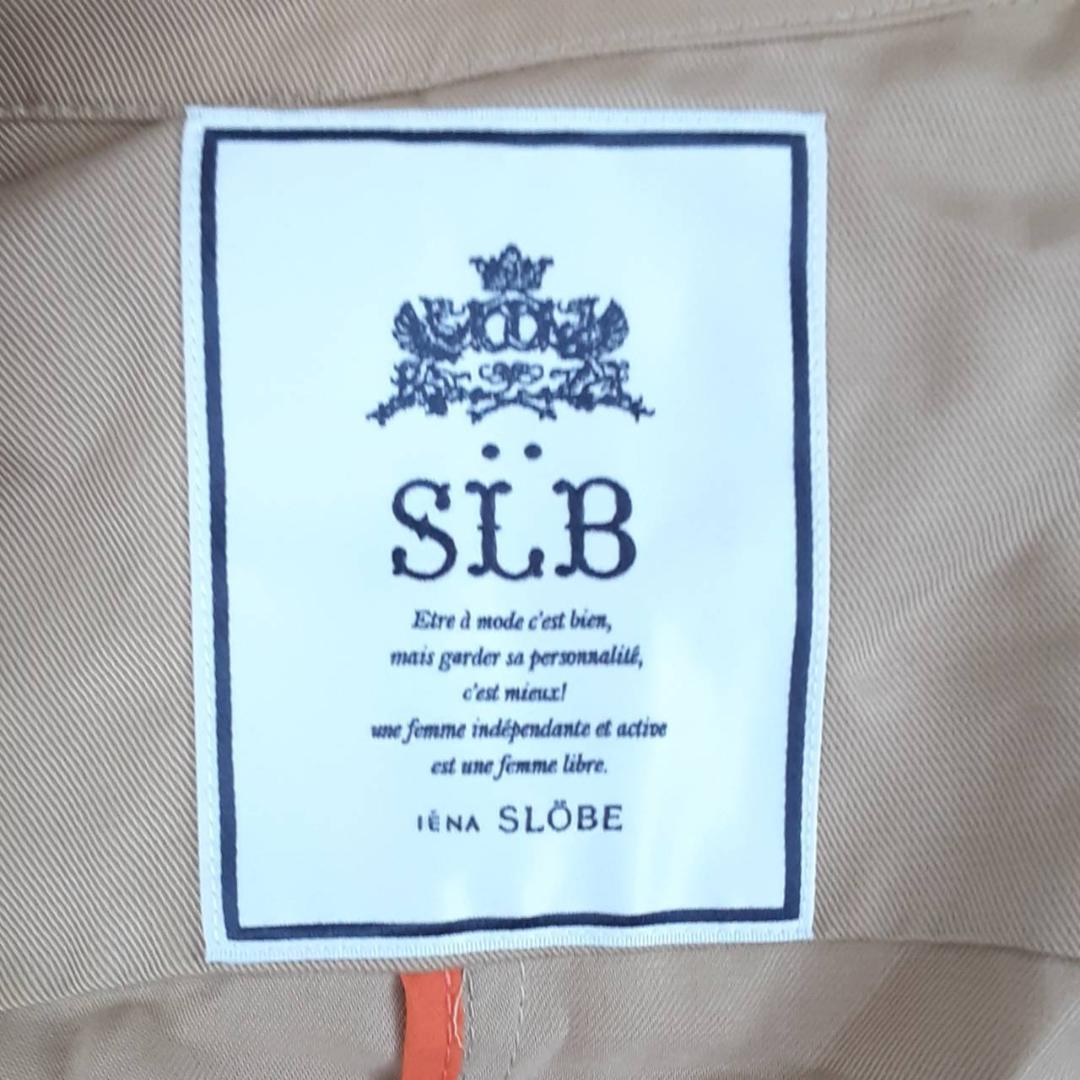 SL̈B
Etre à mode c'est bien,
mais garder sa personnalité,
c'est mieux!
une femme indépendante et active
est une femme libre.
IÉNA SLÖBE